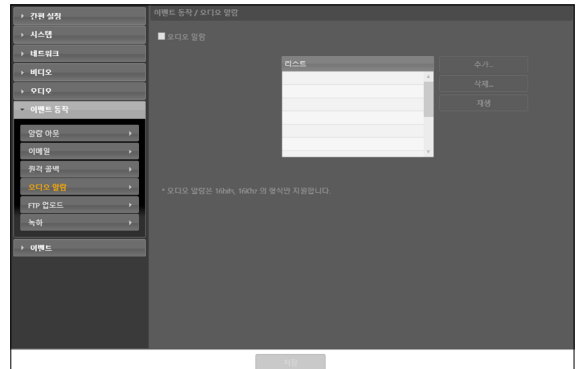 간편 설정
시스템
네트워크
비디오
오디오
이벤트 동작
알람 아웃
이메일
원격 콜백
오디오 알람
FTP 업로드
녹화
이벤트
이벤트 동작 / 오디오 알람
오디오 알람
리스트
추가...
삭제...
재생
* 오디오 알람은 16bits, 16Khz 의 형식만 지원합니다.
저장